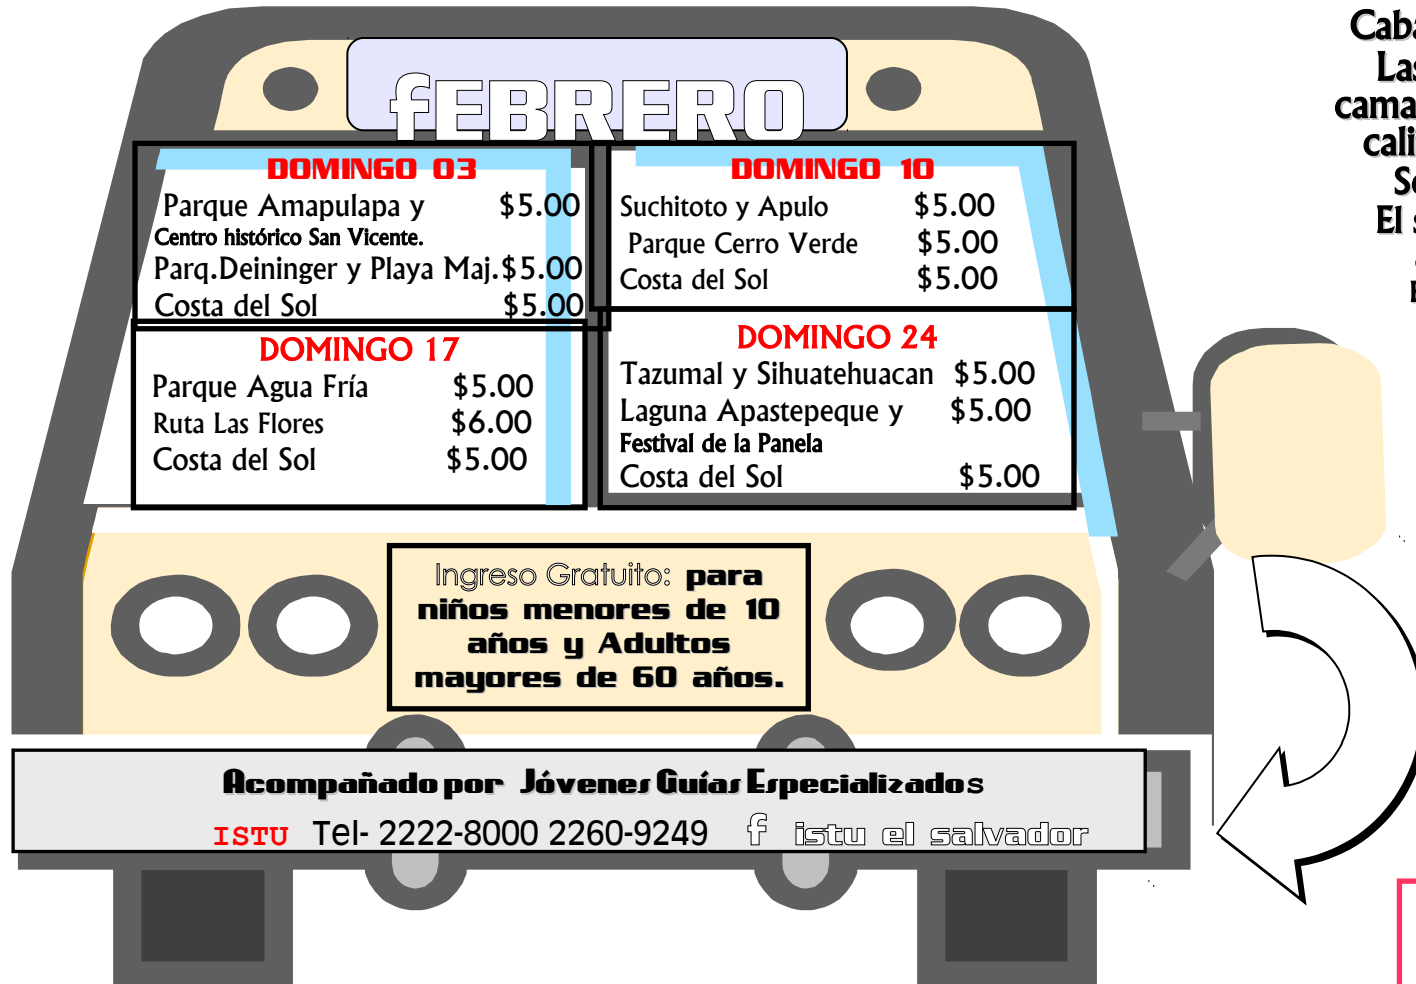 fEBRERO
DOMINGO 03
Parque Amapulapa y $5.00
Centro histórico San Vicente.
Parq.Deininger y Playa Maj.$5.00
Costa del Sol $5.00
DOMINGO 10
Suchitoto y Apulo $5.00
Parque Cerro Verde $5.00
Costa del Sol $5.00
DOMINGO 17
Parque Agua Fría $5.00
Ruta Las Flores $6.00
Costa del Sol $5.00
DOMINGO 24
Tazumal y Sihuatehuacan $5.00
Laguna Apastepeque y $5.00
Festival de la Panela
Costa del Sol $5.00
Ingreso Gratuito: para
niños menores de 10
años y Adultos
mayores de 60 años.
Acompañado por Jóvenes Guías Especializados
ISTU Tel- 2222-8000 2260-9249 f istu el salvador
Las
El